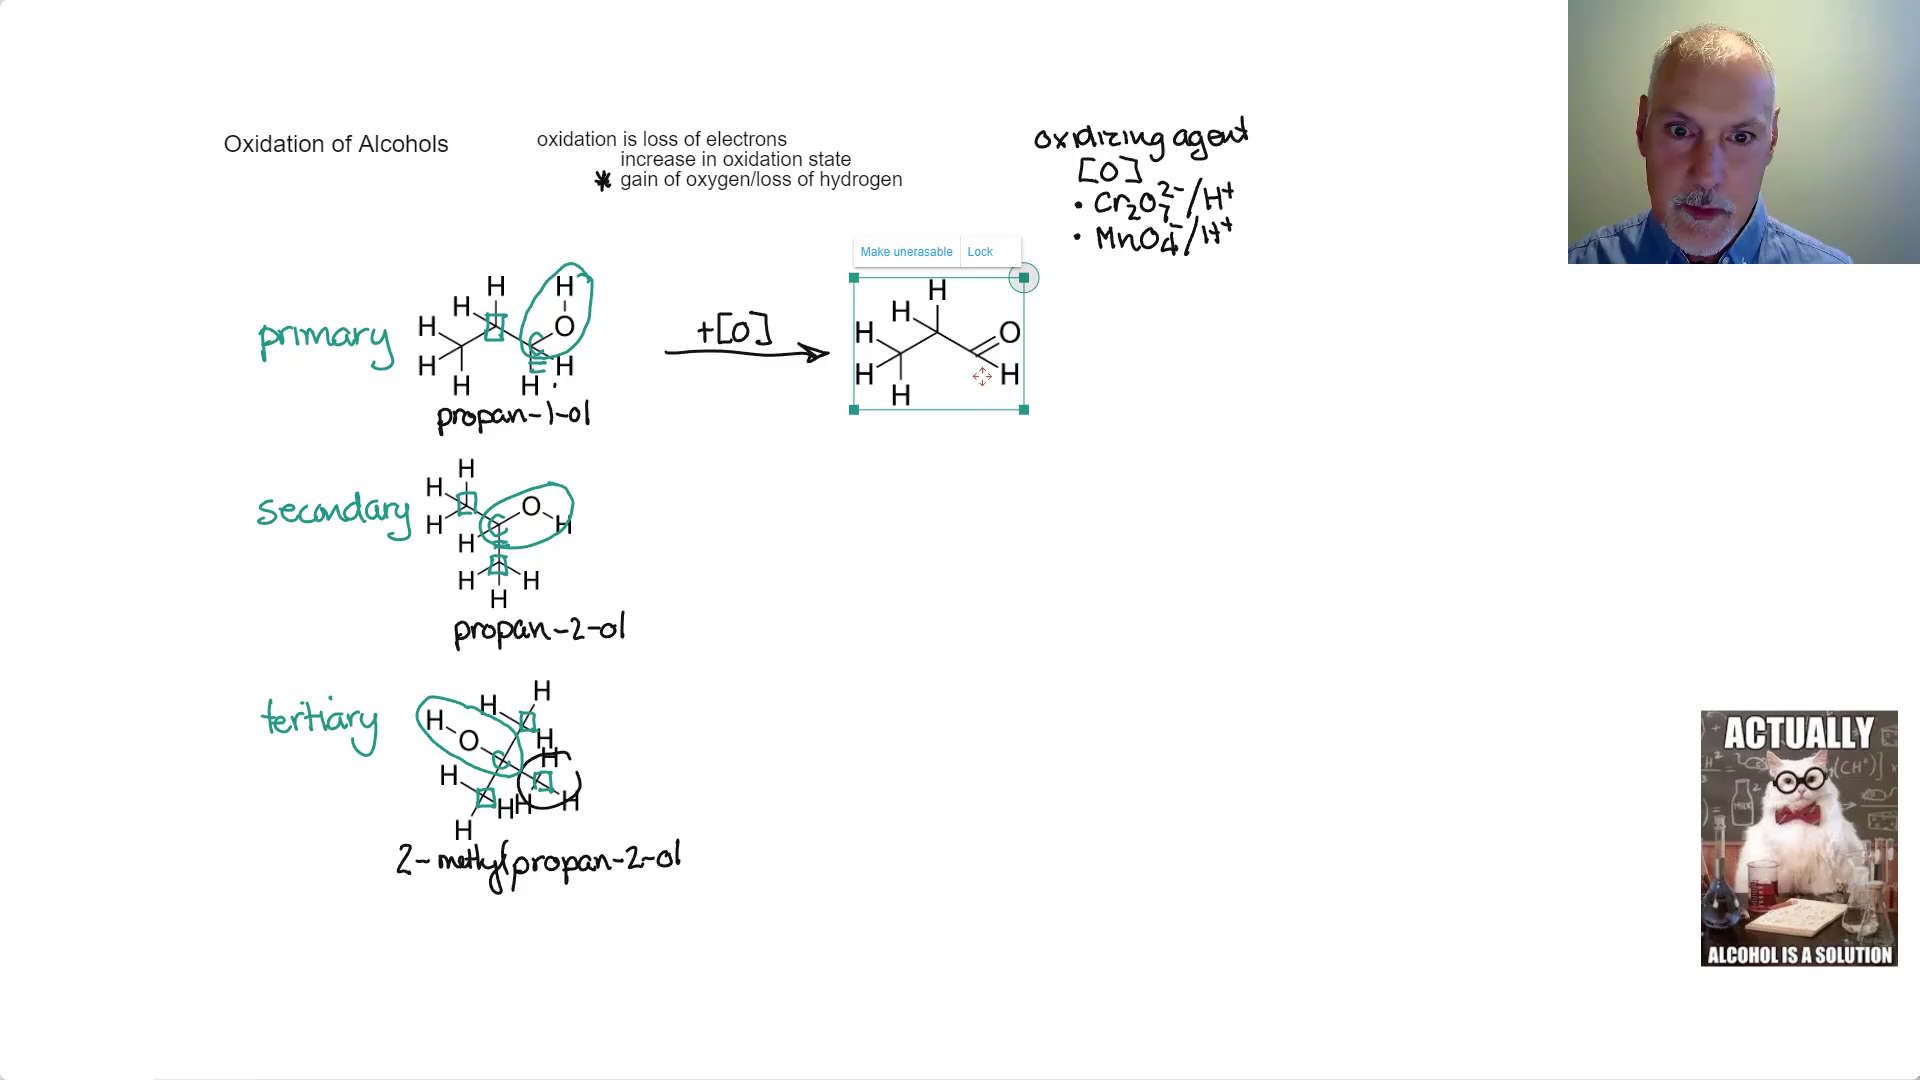 Oxidation of Alcohols
oxidation is loss of electrons
increase in oxidation state
* gain of oxygen/loss of hydrogen
oxidizing agent
[O]
• Cr₂O₇²⁻/H⁺
• MnO₄⁻/H⁺
Make unerasable Lock
primary
H H H
H O
H H H H
propan-1-ol
+[O]
H
H
H O
H H
H
secondary
H
H O
H H
H
H H
H
propan-2-ol
tertiary
H
H H
O H
H H
H H H
H
2-methylpropan-2-ol
ACTUALLY
ALCOHOL IS A SOLUTION